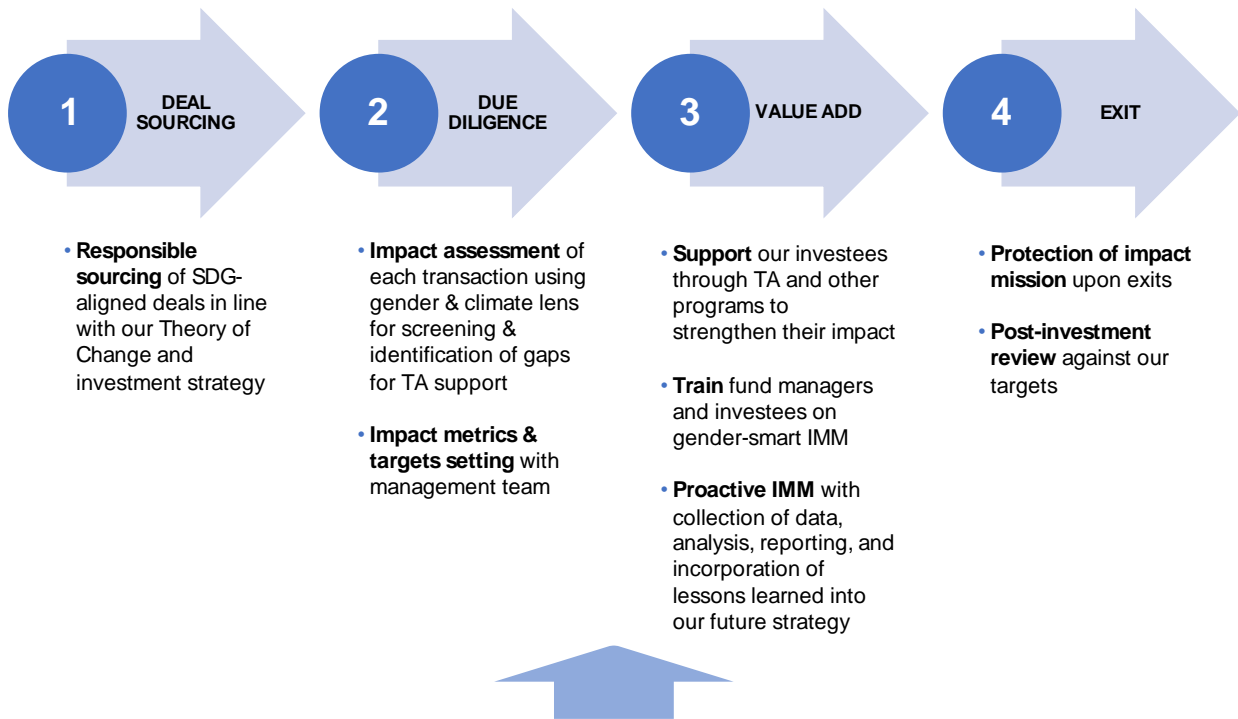 1
DEAL
SOURCING
2
DUE
DILIGENCE
3
VALUE ADD
4
EXIT
• Responsible
sourcing of SDG-
aligned deals in line
with our Theory of
Change and
investment strategy
• Impact assessment of
each transaction using
gender & climate lens
for screening &
identification of gaps
for TA support
• Impact metrics &
targets setting with
management team
• Support our investees
through TA and other
programs to
strengthen their impact
• Train fund managers
and investees on
gender-smart IMM
• Proactive IMM with
collection of data,
analysis, reporting, and
incorporation of
lessons learned into
our future strategy
• Protection of impact
mission upon exits
• Post-investment
review against our
targets